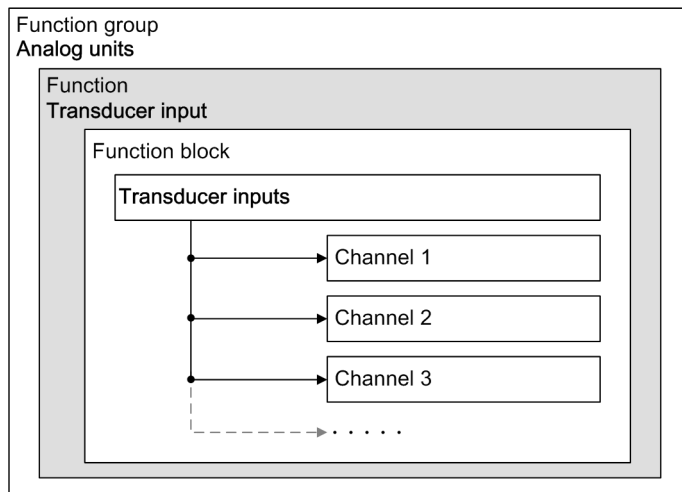 Function group
Analog units
Function
Transducer input
Function block
Transducer inputs
Channel 1
Channel 2
Channel 3
. . . . .